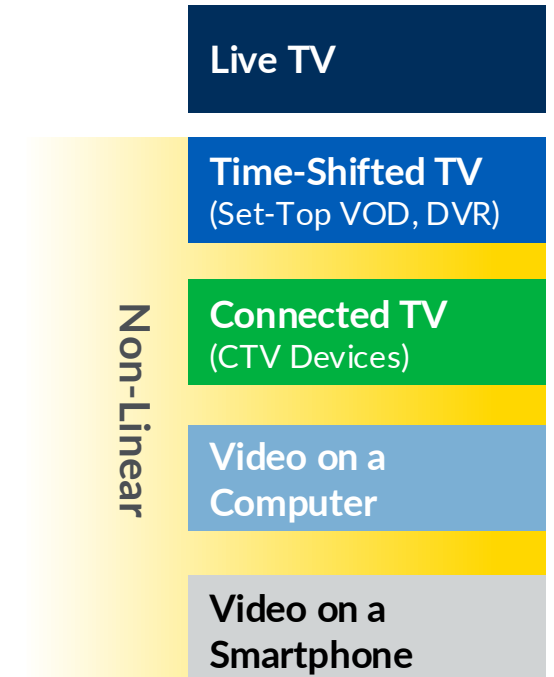 Live TV
Non-Linear
Time-Shifted TV
(Set-Top VOD, DVR)
Connected TV
(CTV Devices)
Video on a
Computer
Video on a
Smartphone